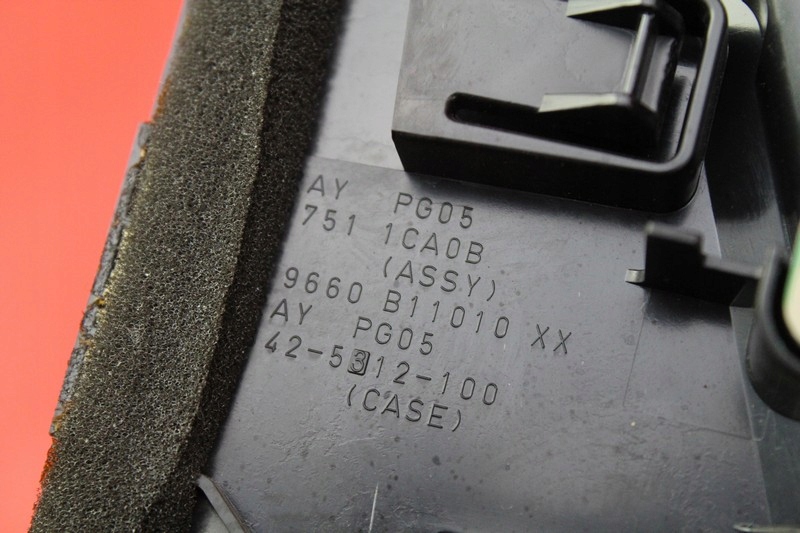 AY PG05
751 1CA0B
(ASSY)
9660 B11010 XX
AY PG05
42-5312-100
(CASE)